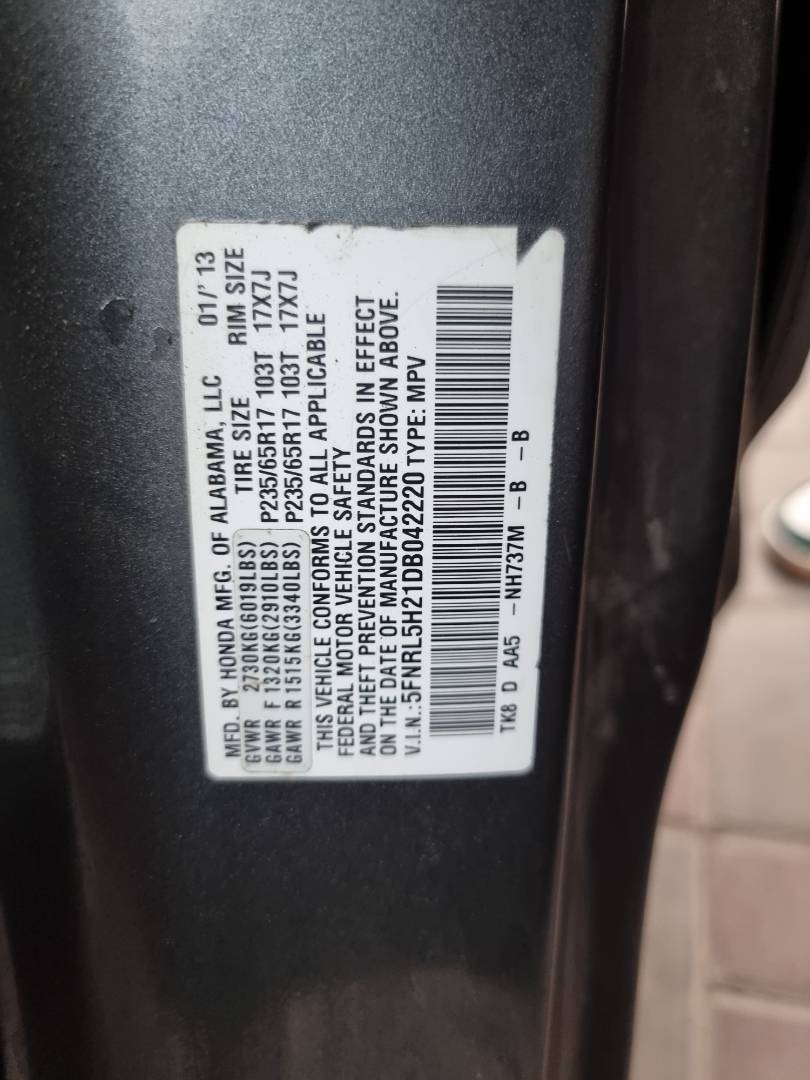 MFD. BY HONDA MFG. OF ALABAMA, LLC 01/'13
GVWR 2730KG(6019LBS) TIRE SIZE RIM SIZE
GAWR F 1320KG(2910LBS) P235/65R17 103T 17X7J
GAWR R 1515KG(3340LBS) P235/65R17 103T 17X7J
THIS VEHICLE CONFORMS TO ALL APPLICABLE
FEDERAL MOTOR VEHICLE SAFETY
AND THEFT PREVENTION STANDARDS IN EFFECT
ON THE DATE OF MANUFACTURE SHOWN ABOVE.
V.I.N.:5FNRL5H21DB042220 TYPE: MPV
TK8 D AA5 -NH737M -B -B